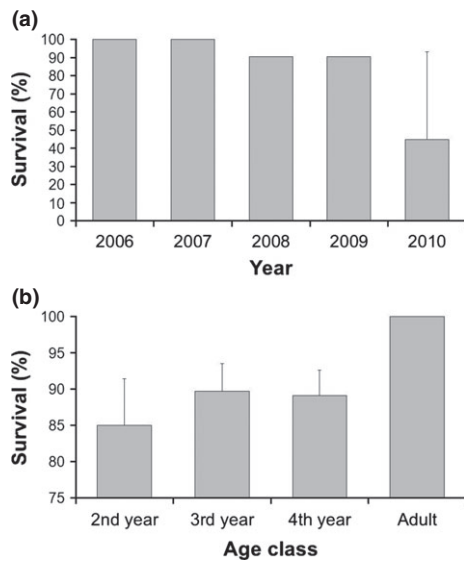 (a)
Survival (%)
100
90
80
70
60
50
40
30
20
10
0
2006 2007 2008 2009 2010
Year
(b)
Survival (%)
100
95
90
85
80
75
2nd year 3rd year 4th year Adult
Age class